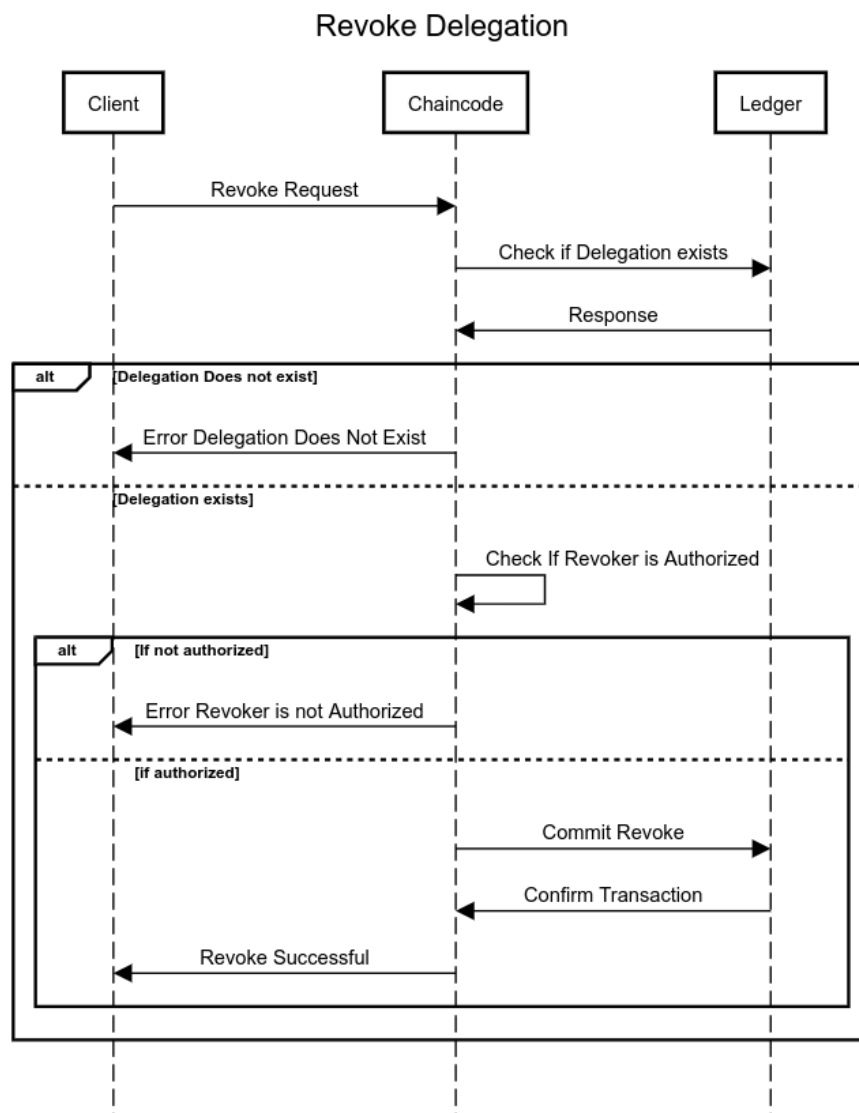 Revoke Delegation
Client
Chaincode
Ledger
Revoke Request
Check if Delegation exists
Response
alt
[Delegation Does not exist]
Error Delegation Does Not Exist
[Delegation exists]
Check If Revoker is Authorized
alt
[If not authorized]
Error Revoker is not Authorized
[if authorized]
Commit Revoke
Confirm Transaction
Revoke Successful